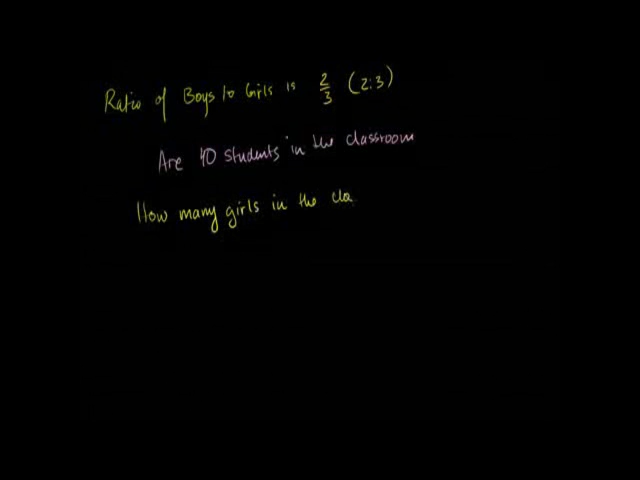 Ratio of Boys to Girls is 2/3 (2:3)
Are 40 students in the classroom
How many girls in the cla